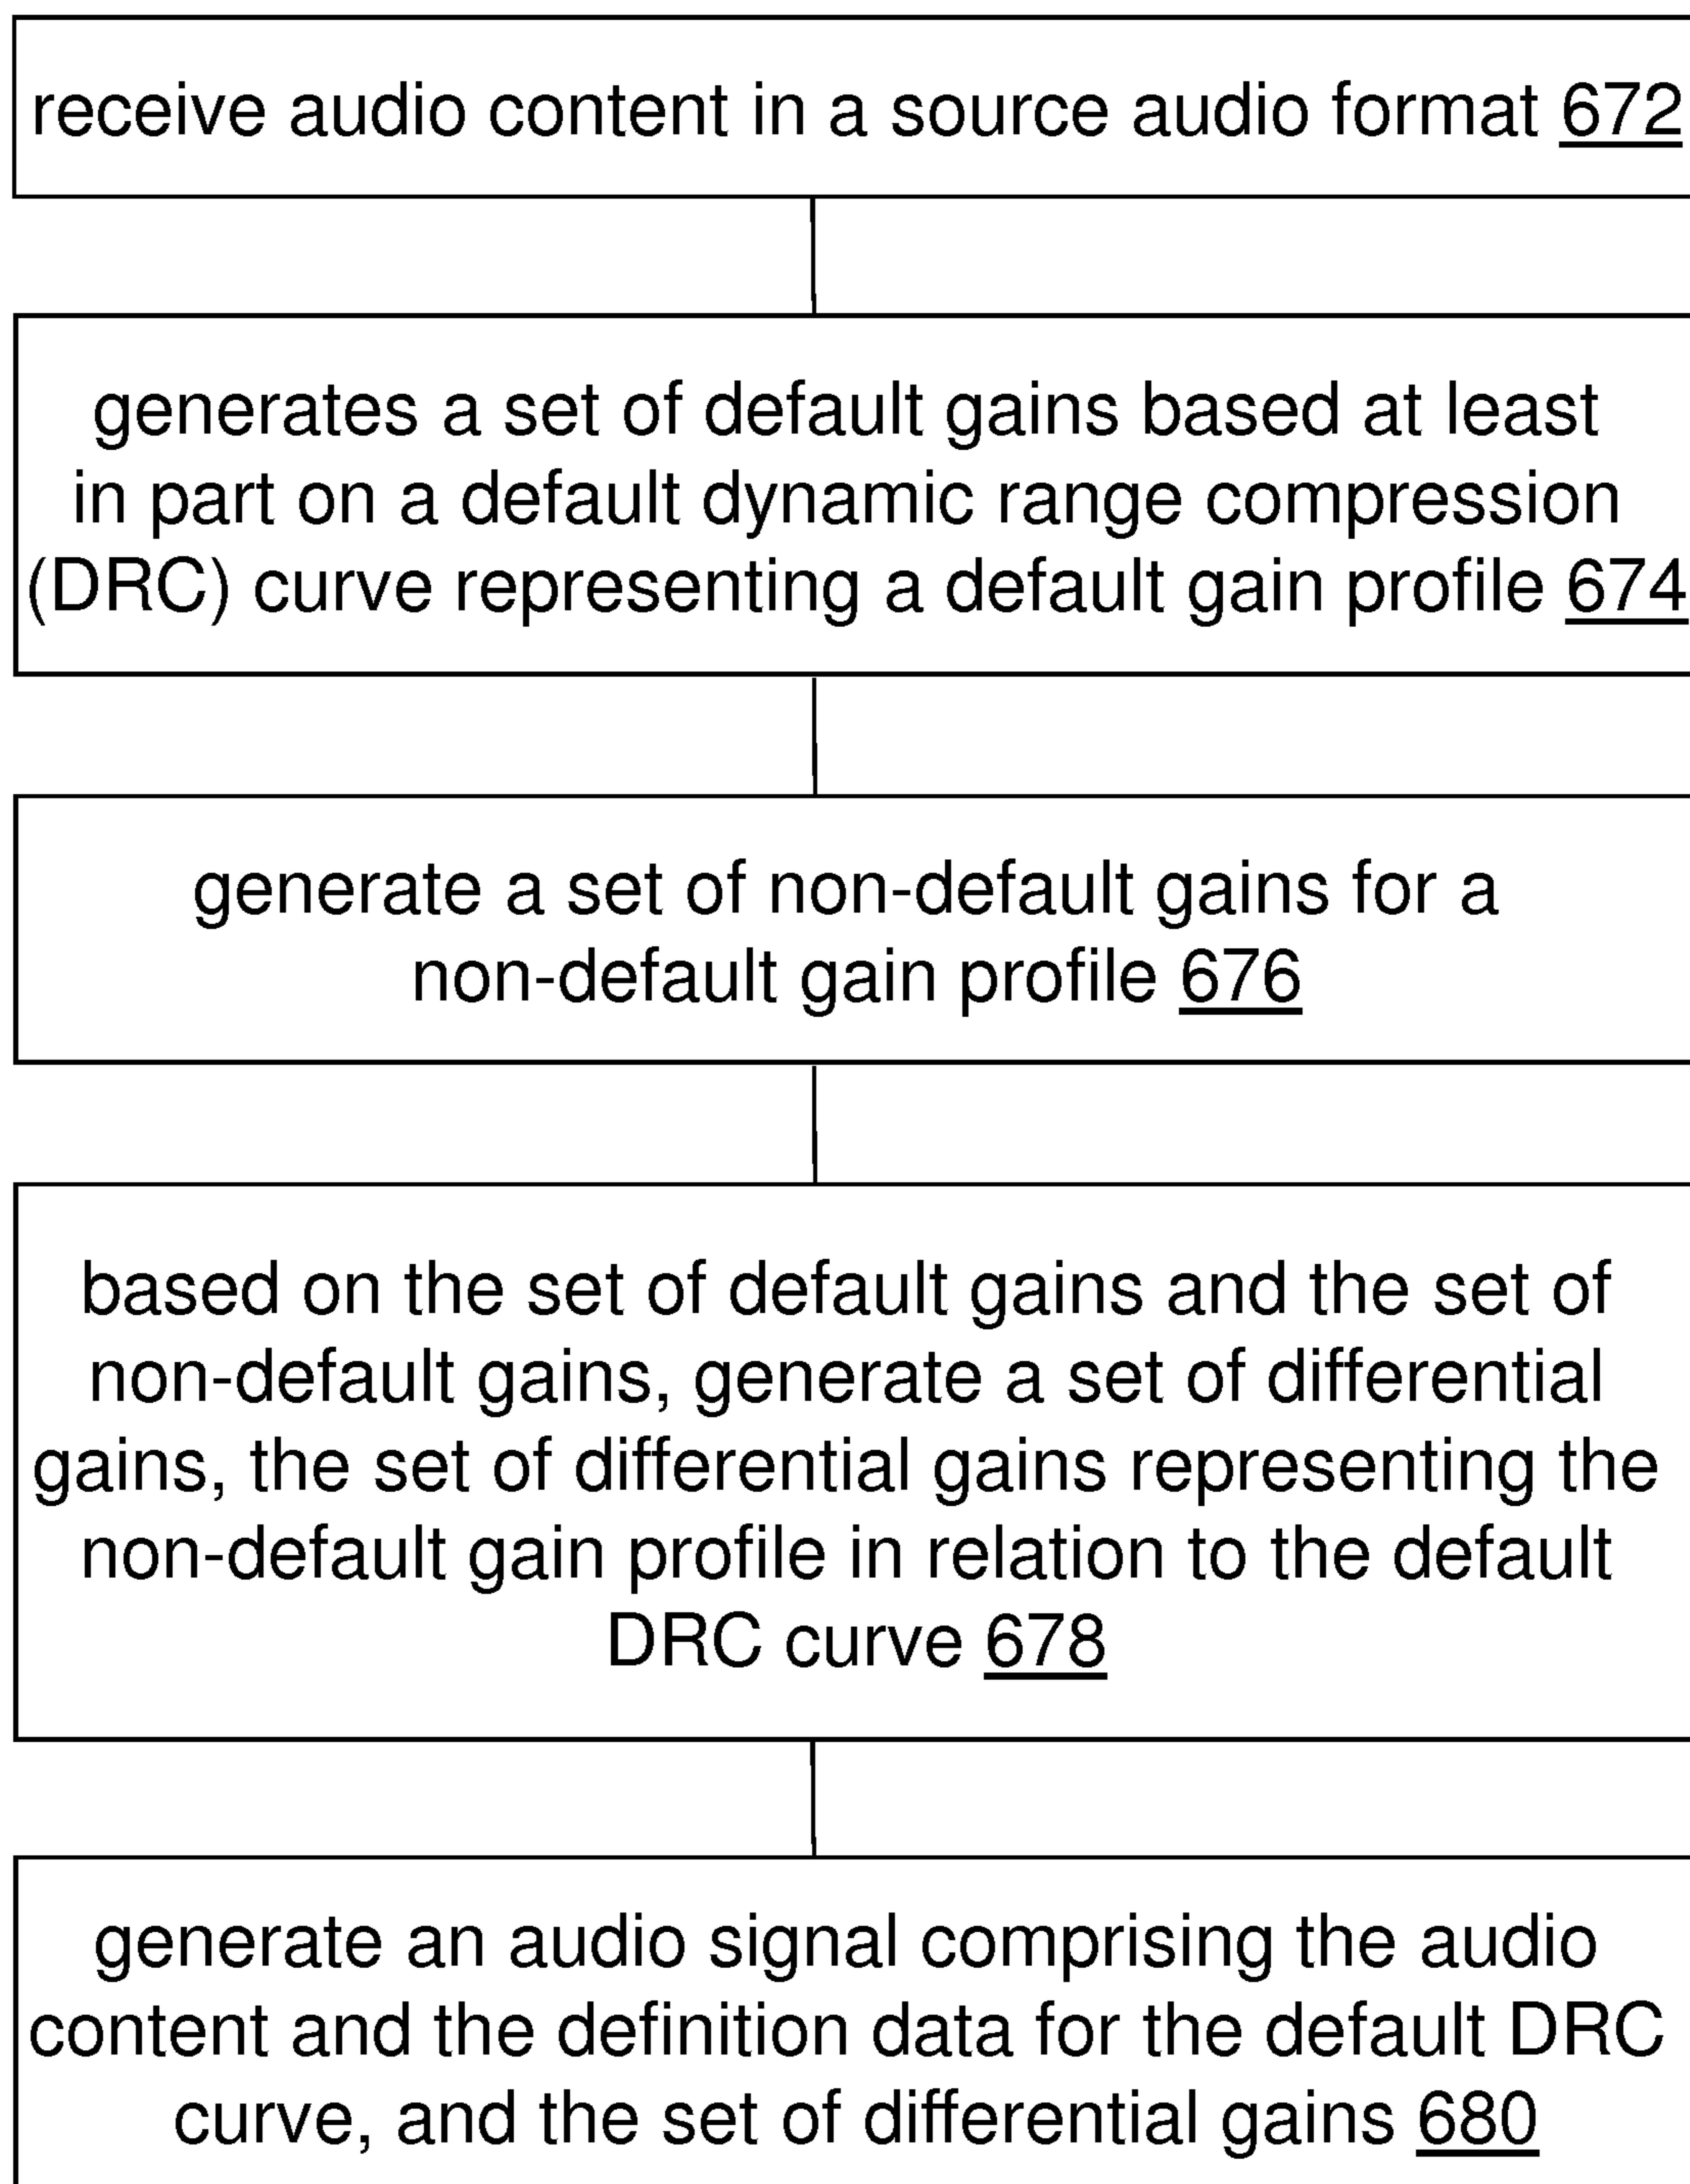 receive audio content in a source audio format 672
generates a set of default gains based at least
in part on a default dynamic range compression
(DRC) curve representing a default gain profile 674
generate a set of non-default gains for a
non-default gain profile 676
based on the set of default gains and the set of
non-default gains, generate a set of differential
gains, the set of differential gains representing the
non-default gain profile in relation to the default
DRC curve 678
generate an audio signal comprising the audio
content and the definition data for the default DRC
curve, and the set of differential gains 680